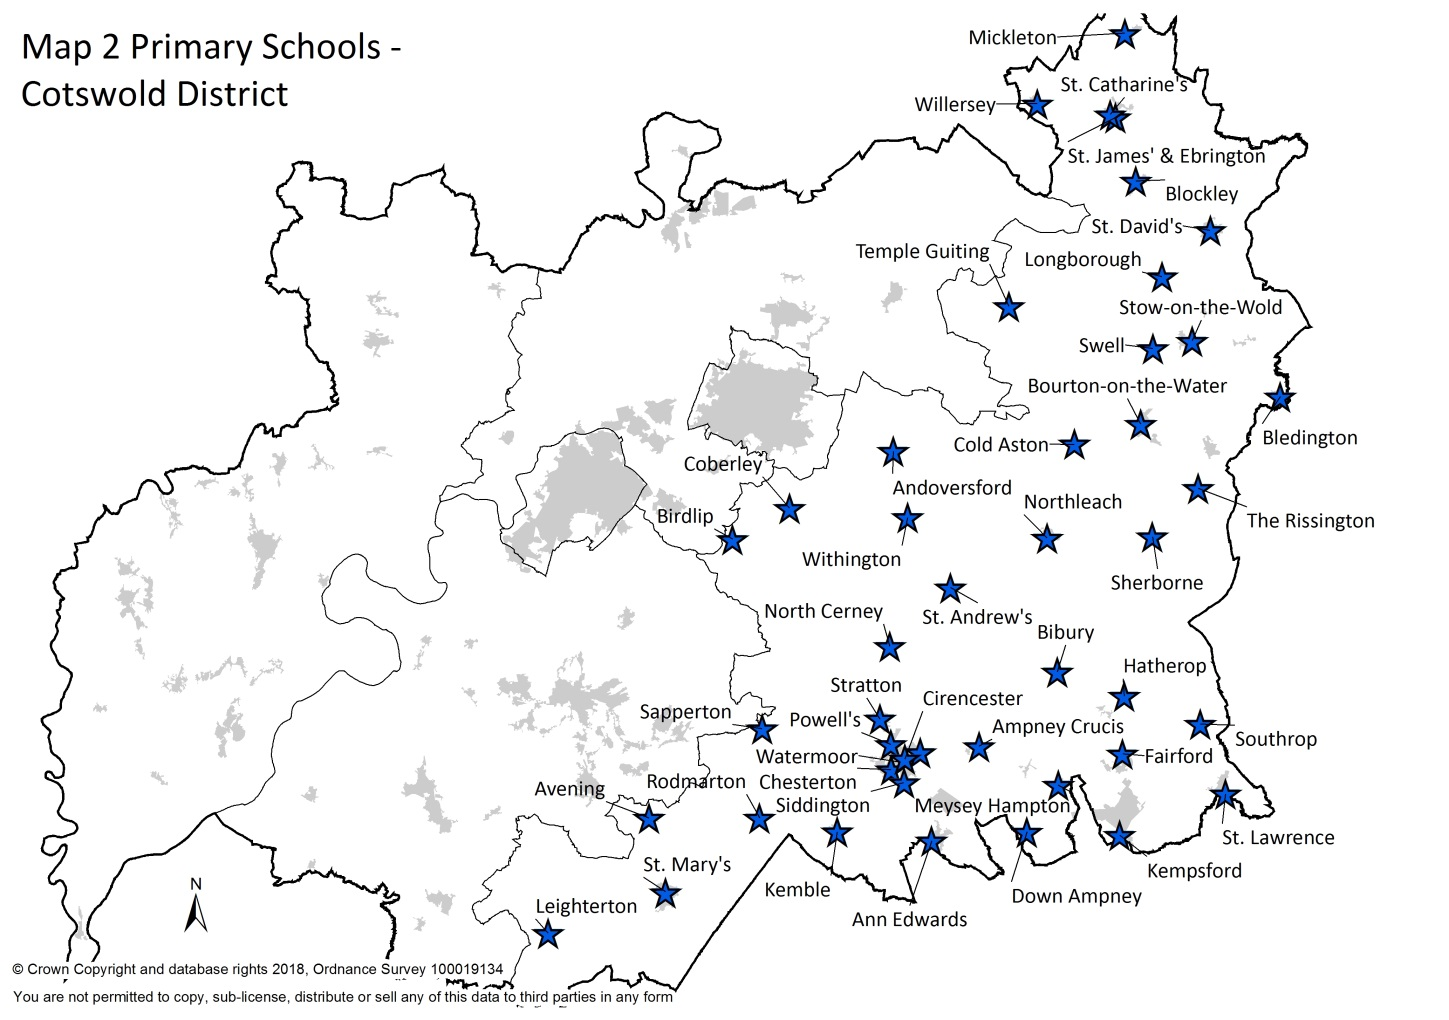 Map 2 Primary Schools -
Cotswold District
Mickleton
St. Catharine's
Willersey
St. James' & Ebrington
Blockley
St. David's
Temple Guiting
Longborough
Stow-on-the-Wold
Swell
Bourton-on-the-Water
Bledington
Cold Aston
Coberley
Andoversford
Northleach
Birdlip
The Rissington
Withington
Sherborne
North Cerney
St. Andrew's
Bibury
Hatherop
Stratton
Cirencester
Sapperton
Powell's
Ampney Crucis
Southrop
Watermoor
Fairford
Rodmarton
Chesterton
Avening
Siddington
Meysey Hampton
St. Lawrence
St. Mary's
Kempsford
Kemble
Down Ampney
Leighterton
Ann Edwards
N
© Crown Copyright and database rights 2018, Ordnance Survey 100019134
You are not permitted to copy, sub-license, distribute or sell any of this data to third parties in any form